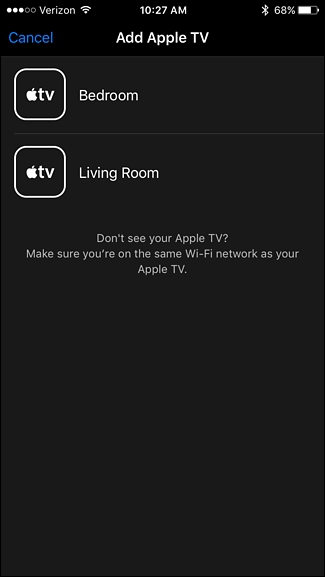 Verizon 10:27 AM 68%
Cancel Add Apple TV
tv Bedroom
tv Living Room
Don't see your Apple TV?
Make sure you're on the same Wi-Fi network as your
Apple TV.